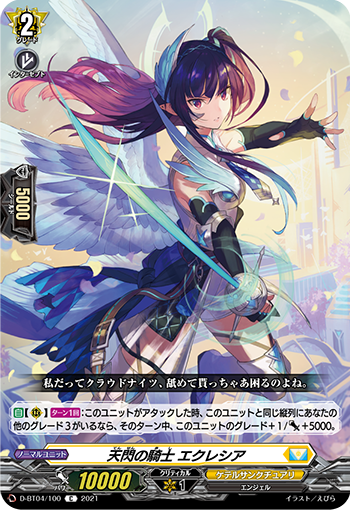 2
グレード
インターセプト
5000
シールド
私だってクラウドナイツ、舐めて貰っちゃあ困るのよね。
ターン1回:このユニットがアタックした時、このユニットと同じ縦列にあなたの
他のグレード3がいるなら、そのターン中、このユニットのグレード+1/+5000。
ノーマルユニット
天閃の騎士 エクレシア
ケテルサンクチュアリ
パワー 10000
クリティカル
1
エンジェル
D-BT04/100 C 2021
イラスト/えびら